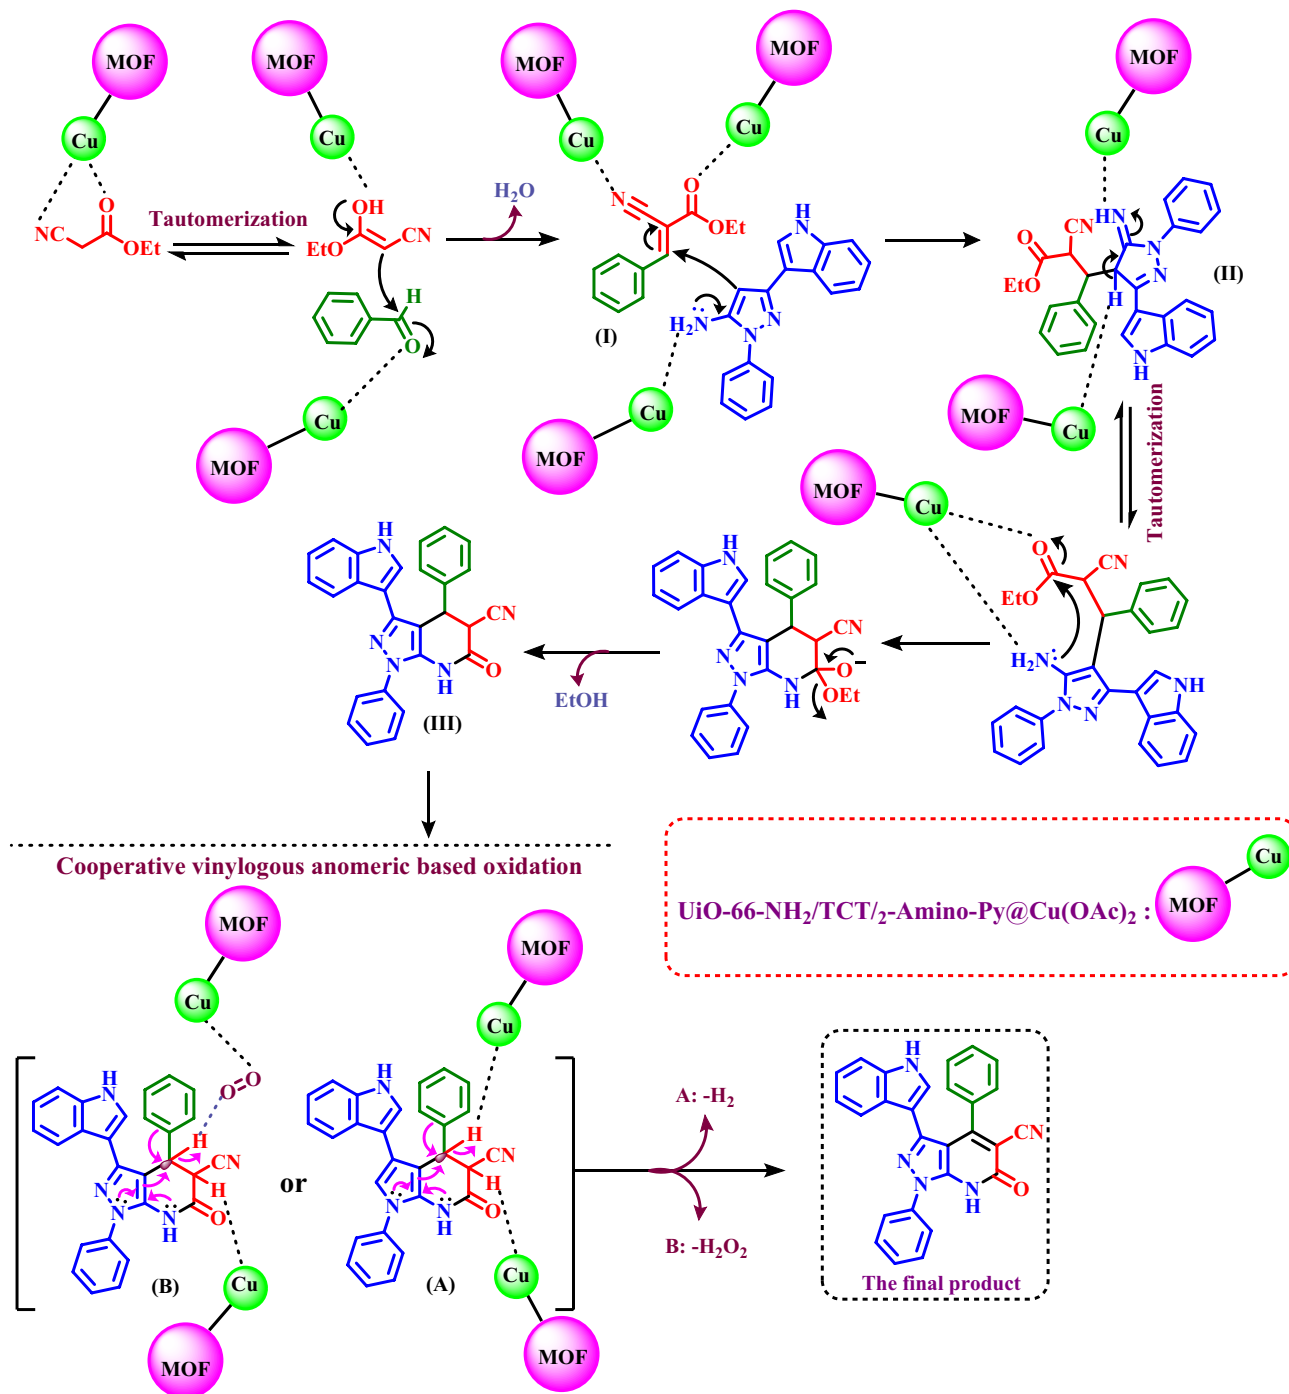 MOF
MOF
MOF
MOF
MOF
Cu
Cu
Cu
Cu
Cu
NC
O
O
Et
Tautomerization
OH
EtO
CN
H
O
H₂O
N
O
OEt
H
N
H₂N
N
N
(I)
CN
O
O
EtO
HN
N
N
H
N
H
(II)
Cu
MOF
Cu
MOF
MOF
Cu
Tautomerization
MOF
Cu
O
CN
EtO
H₂N
N
N
NH
H
N
CN
N
N
N
H
O
OEt
H
N
CN
N
N
N
H
O
(III)
EtOH
Cooperative vinylogous anomeric based oxidation
UiO-66-NH₂/TCT/2-Amino-Py@Cu(OAc)₂ :
MOF
Cu
MOF
Cu
O=O
H
N
H
CN
H
N
N
N
H
O
(B)
Cu
MOF
or
MOF
Cu
H
N
H
CN
H
N
N
H
O
(A)
Cu
MOF
A: -H₂
B: -H₂O₂
H
N
CN
N
N
N
H
O
The final product